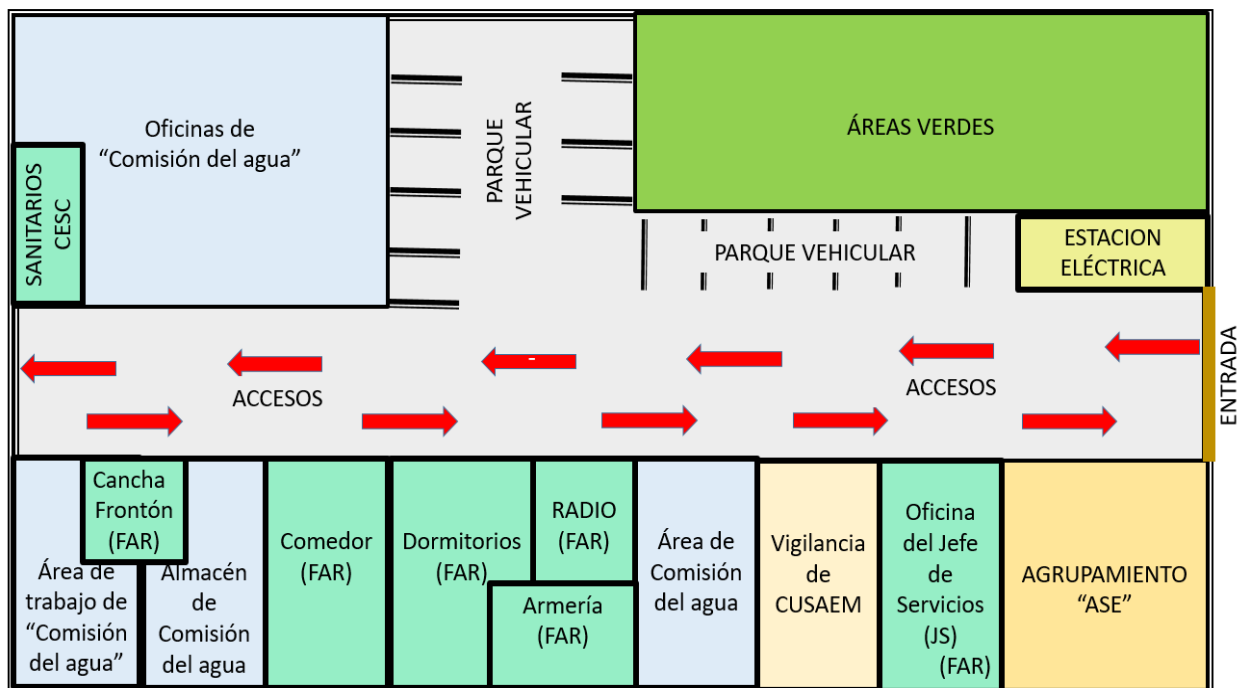 Oficinas de
“Comisión del agua”
SANITARIOS
CESC
PARQUE
VEHICULAR
ÁREAS VERDES
PARQUE VEHICULAR
ESTACION
ELÉCTRICA
ENTRADA
ACCESOS
ACCESOS
Cancha
Frontón
(FAR)
Área de
trabajo de
“Comisión
del agua”
Almacén
de
Comisión
del agua
Comedor
(FAR)
Dormitorios
(FAR)
RADIO
(FAR)
Armería
(FAR)
Área de
Comisión
del agua
Vigilancia
de
CUSAEM
Oficina
del Jefe
de
Servicios
(JS)
(FAR)
AGRUPAMIENTO
“ASE”